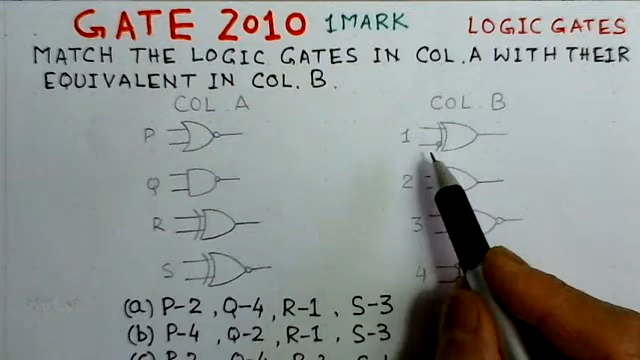 GATE 2010 1MARK LOGIC GATES
MATCH THE LOGIC GATES IN COL.A WITH THEIR
EQUIVALENT IN COL.B.
COL.A COL.B
P 1
Q 2
R 3
S 4
(a) P-2, Q-4, R-1, S-3
(b) P-4, Q-2, R-1, S-3